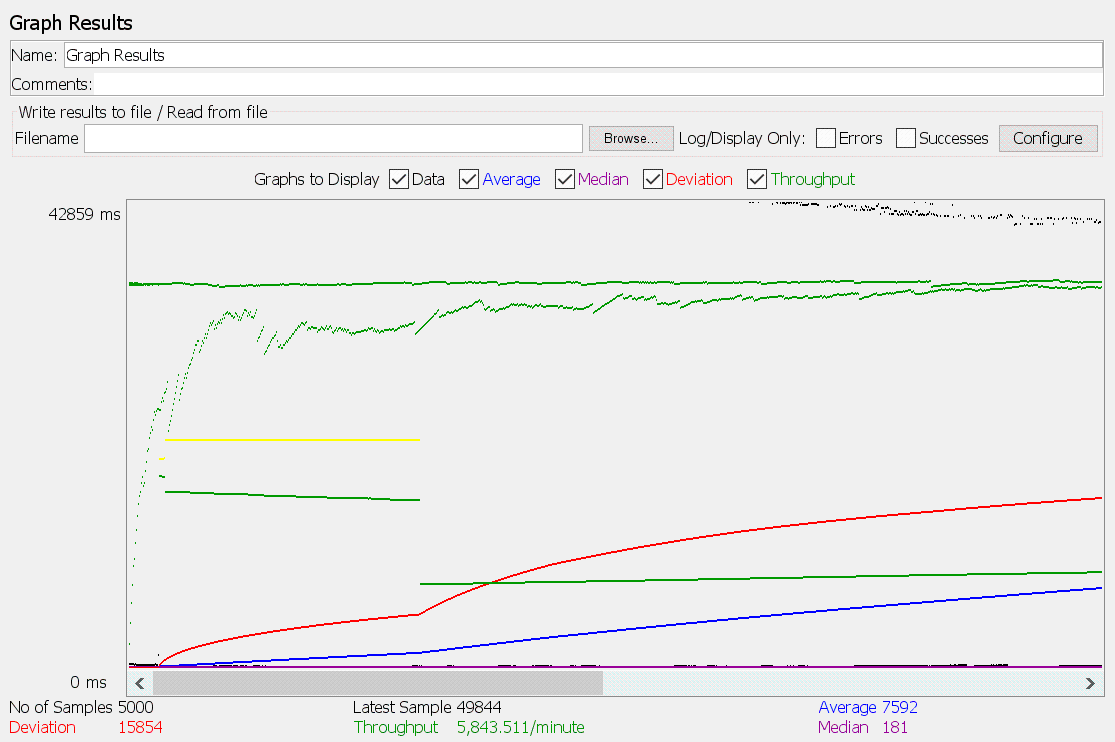 Graph Results
Name: Graph Results
Comments:
Write results to file / Read from file
Filename Browse... Log/Display Only: Errors Successes Configure
Graphs to Display Data Average Median Deviation Throughput
42859 ms
0 ms
No of Samples 5000 Latest Sample 49844 Average 7592
Deviation 15854 Throughput 5,843.511/minute Median 181